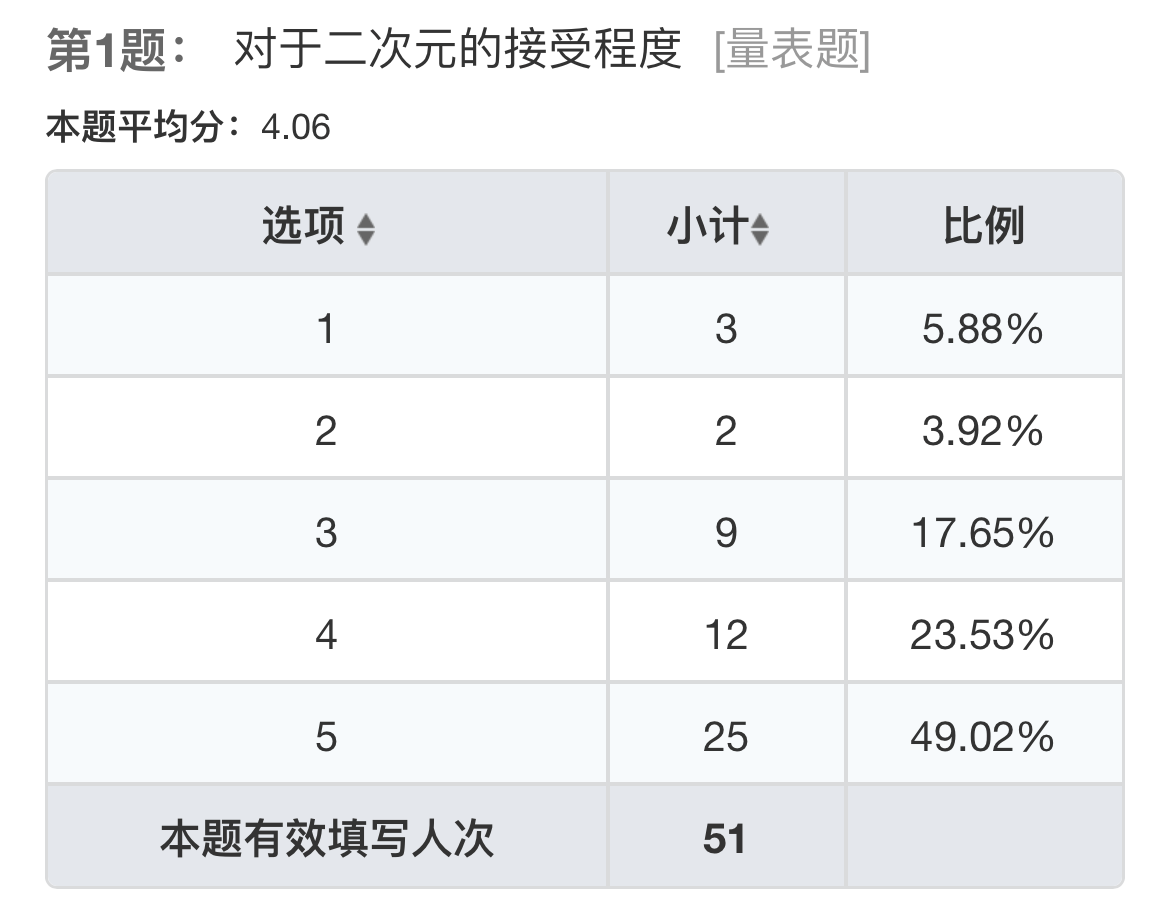 第1题： 对于二次元的接受程度 [量表题]
本题平均分：4.06
选项 小计 比例
1 3 5.88%
2 2 3.92%
3 9 17.65%
4 12 23.53%
5 25 49.02%
本题有效填写人次 51